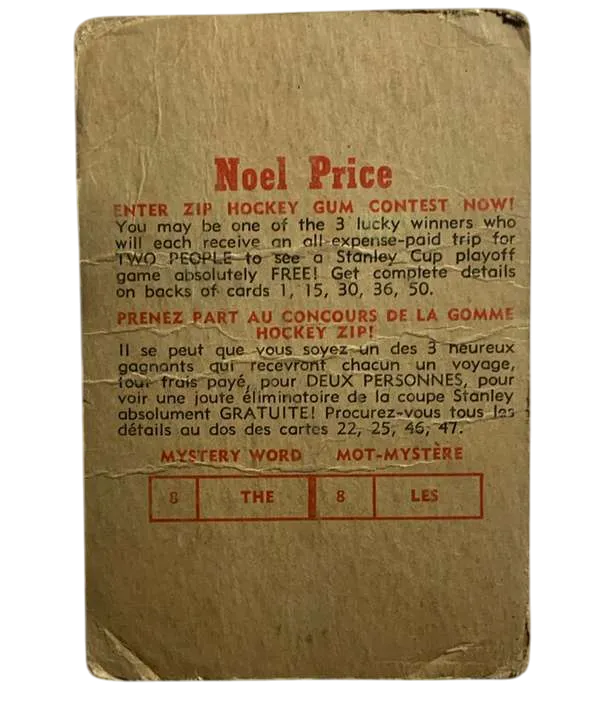 Noel Price
ENTER ZIP HOCKEY GUM CONTEST NOW!
You may be one of the 3 lucky winners who
will each receive an all-expense-paid trip for
TWO PEOPLE to see a Stanley Cup playoff
game absolutely FREE! Get complete details
on backs of cards 1, 15, 30, 36, 50.
PRENEZ PART AU CONCOURS DE LA GOMME
HOCKEY ZIP!
Il se peut que vous soyez un des 3 heureux
gagnants qui recevront chacun un voyage,
tout frais payé, pour DEUX PERSONNES, pour
voir une joute éliminatoire de la coupe Stanley
absolument GRATUITE! Procurez-vous tous les
détails au dos des cartes 22, 25, 46, 47.
MYSTERY WORD MOT-MYSTÈRE
8 THE 8 LES